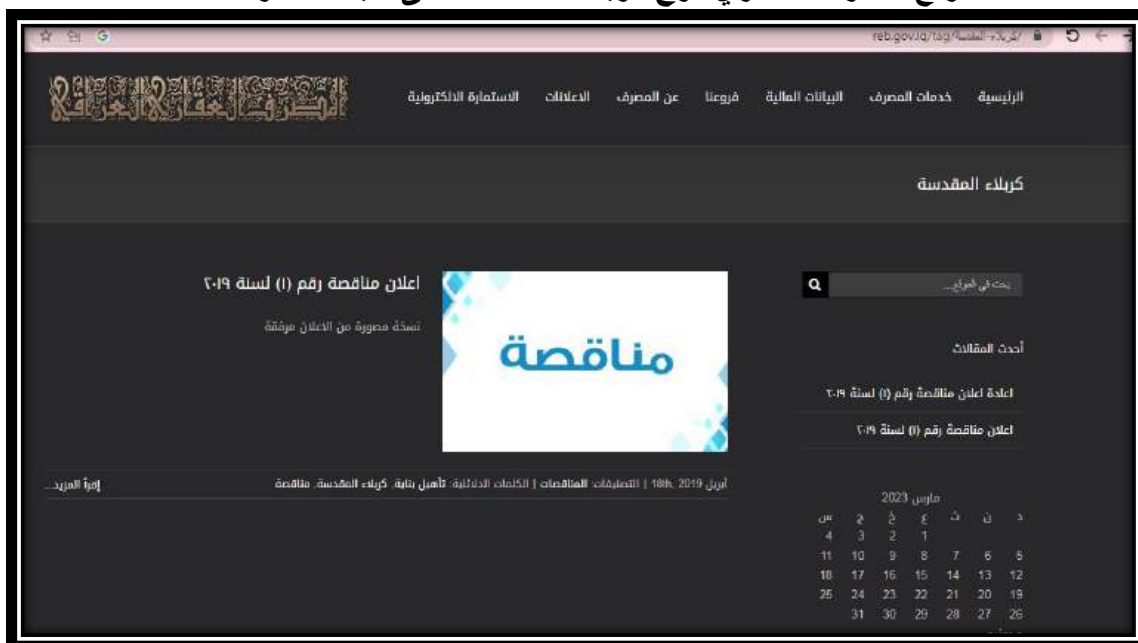 reb.gov.iq/tag/كربلاء-المقدسة/
الرئيسية خدمات المصرف البيانات المالية فروعنا عن المصرف الاعلانات الاستمارة الالكترونية
المصرف العقاري العراقي
كربلاء المقدسة
بحث في الموقع...
أحدث المقالات
اعادة اعلان مناقصة رقم (١) لسنة ٢٠١٩
اعلان مناقصة رقم (١) لسنة ٢٠١٩
مارس 2023
د ن ث ع خ ج س
1 2 3 4
5 6 7 8 9 10 11
12 13 14 15 16 17 18
19 20 21 22 23 24 25
26 27 28 29 30 31
مناقصة
اعلان مناقصة رقم (١) لسنة ٢٠١٩
نسخة مصورة من الاعلان مرفقة
أبريل 18th, 2019 | التصنيفات: المناقصات | الكلمات الدلائلية: تأهيل بناية, كربلاء المقدسة, مناقصة
إقرأ المزيد...